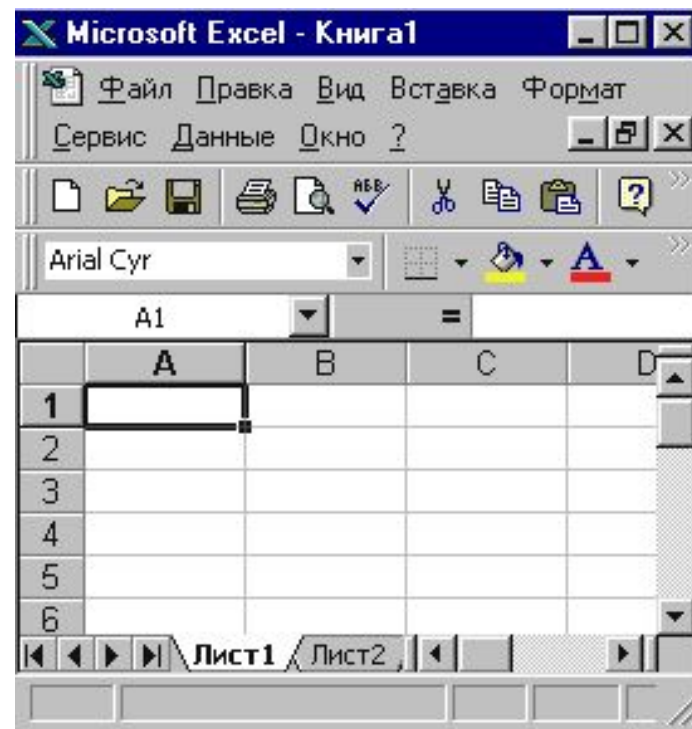 Microsoft Excel - Книга1
Файл Правка Вид Вставка Формат
Сервис Данные Окно ?
АБВ
Arial Cyr
A1 =
A B C D
1
2
3
4
5
6
Лист1 Лист2